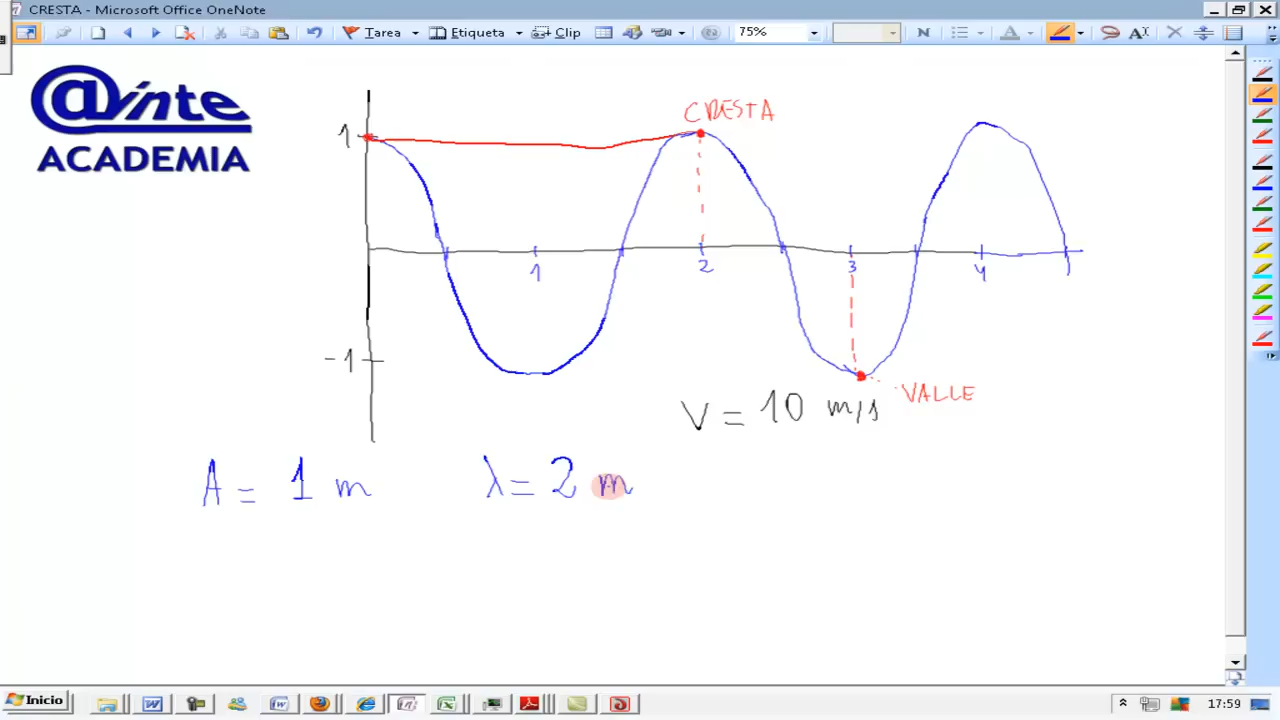 CRESTA - Microsoft Office OneNote
Tarea Etiqueta Clip 75% N A
@inte
ACADEMIA
CRESTA
1
1 2 3 4
-1
VALLE
V = 10 m/s
A = 1 m λ = 2 m
Inicio 17:59